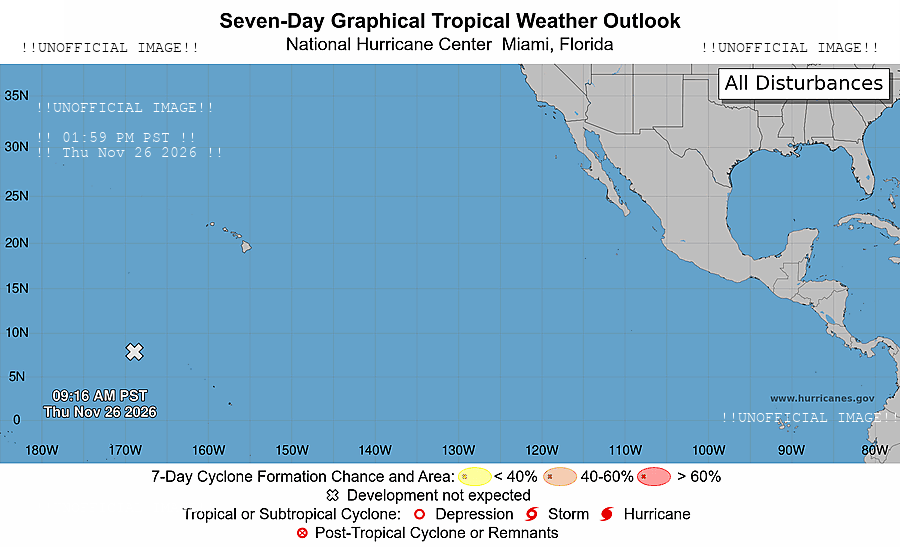 Seven-Day Graphical Tropical Weather Outlook
National Hurricane Center Miami, Florida
!!UNOFFICIAL IMAGE!!
!!UNOFFICIAL IMAGE!!
All Disturbances
35N
!!UNOFFICIAL IMAGE!!
!! 01:59 PM PST !!
30N
!! Thu Nov 26 2026 !!
25N
20N
15N
10N
5N
09:16 AM PST
Thu Nov 26 2026
www.hurricanes.gov
!!UNOFFICIAL IMAGE!!
0
180W 170W 160W 150W 140W 130W 120W 110W 100W 90W 80W
7-Day Cyclone Formation Chance and Area: < 40% 40-60% > 60%
Development not expected
Tropical or Subtropical Cyclone: Depression Storm Hurricane
Post-Tropical Cyclone or Remnants